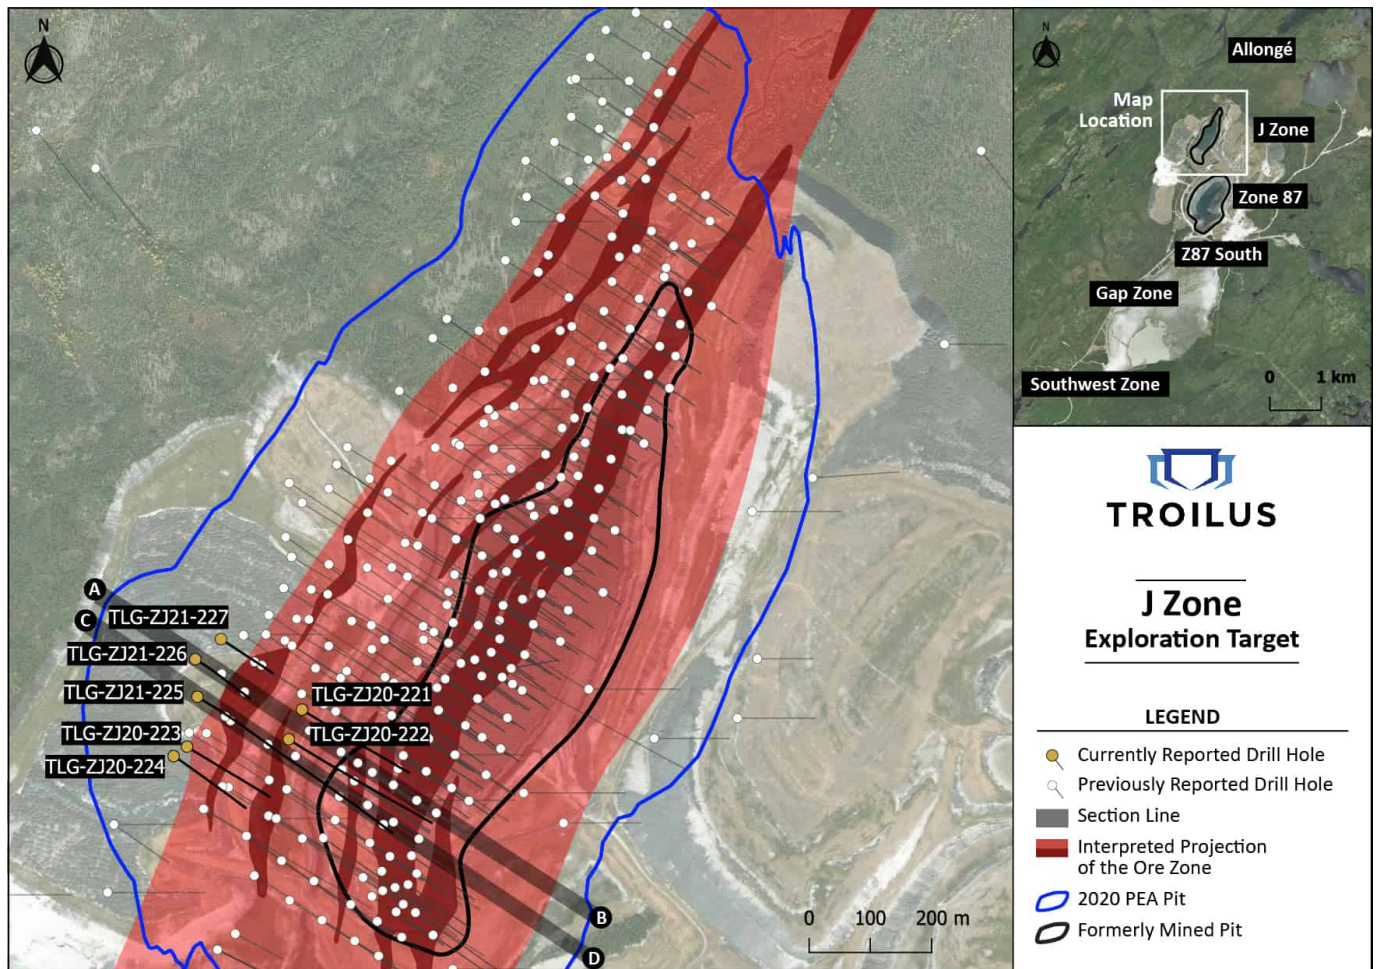 N
A
C
TLG-ZJ21-227
TLG-ZJ21-226
TLG-ZJ21-225
TLG-ZJ20-223
TLG-ZJ20-224
TLG-ZJ20-221
TLG-ZJ20-222
B
D
0 100 200 m
N
Allongé
Map
Location
J Zone
Zone 87
Z87 South
Gap Zone
Southwest Zone
0 1 km
TROILUS
J Zone
Exploration Target
LEGEND
Currently Reported Drill Hole
Previously Reported Drill Hole
Section Line
Interpreted Projection
of the Ore Zone
2020 PEA Pit
Formerly Mined Pit